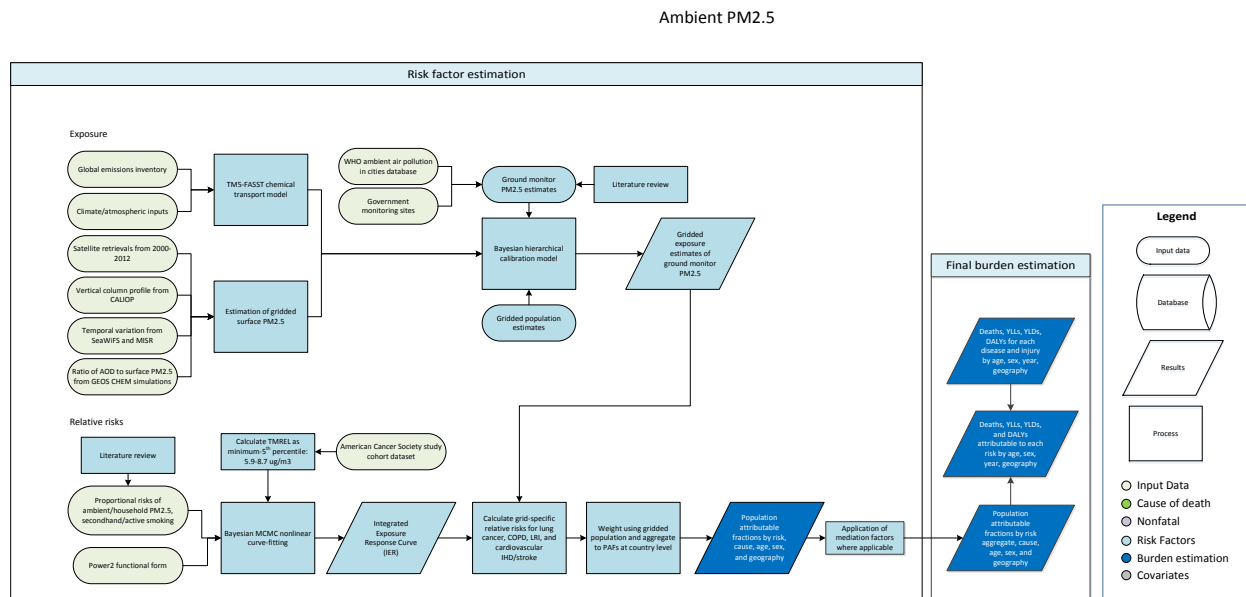 Ambient PM2.5
Risk factor estimation
Exposure
Global emissions inventory
Climate/atmospheric inputs
TM5-FASST chemical
transport model
Satellite retrievals from 2000-
2012
Vertical column profile from
CALIOP
Temporal variation from
SeaWiFS and MISR
Ratio of AOD to surface PM2.5
from GEOS CHEM simulations
Estimation of gridded
surface PM2.5
WHO ambient air pollution
in cities database
Government
monitoring sites
Ground monitor
PM2.5 estimates
Literature review
Bayesian hierarchical
calibration model
Gridded population
estimates
Gridded
exposure
estimates of
ground monitor
PM2.5
Relative risks
Literature review
Proportional risks of
ambient/household PM2.5,
secondhand/active smoking
Power2 functional form
Calculate TMREL as
minimum-5th percentile:
5.9-8.7 ug/m3
American Cancer Society study
cohort dataset
Bayesian MCMC nonlinear
curve-fitting
Integrated
Exposure
Response Curve
(IER)
Calculate grid-specific
relative risks for lung
cancer, COPD, LRI, and
cardiovascular
IHD/stroke
Weight using gridded
population and aggregate
to PAFs at country level
Population
attributable
fractions by risk,
cause, age, sex,
and geography
Application of
mediation factors
where applicable
Final burden estimation
Deaths, YLLs, YLDs,
DALYs for each
disease and injury
by age, sex, year,
geography
Deaths, YLLs, YLDs,
and DALYs
attributable to each
risk by age, sex,
year, geography
Population
attributable
fractions by risk
aggregate, cause,
age, sex, and
geography
Legend
Input data
Database
Results
Process
Input Data
Cause of death
Nonfatal
Risk Factors
Burden estimation
Covariates